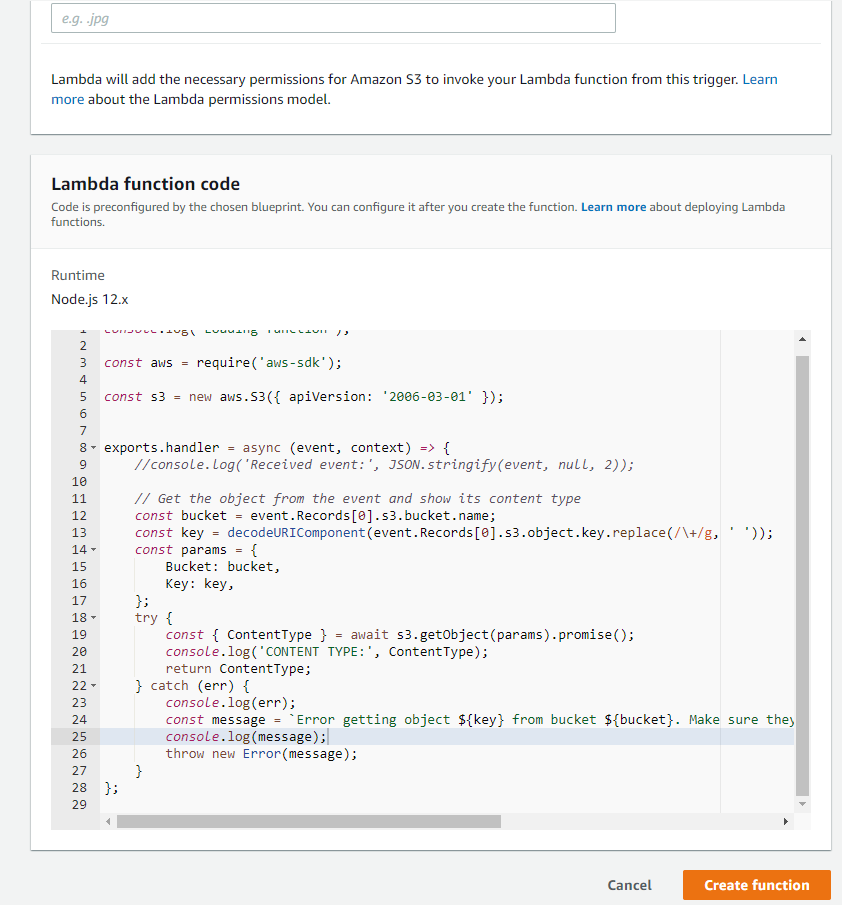 e.g. .jpg
Lambda will add the necessary permissions for Amazon S3 to invoke your Lambda function from this trigger. Learn
more about the Lambda permissions model.
Lambda function code
Code is preconfigured by the chosen blueprint. You can configure it after you create the function. Learn more about deploying Lambda
functions.
Runtime
Node.js 12.x
1 console.log('Loading function');
2
3 const aws = require('aws-sdk');
4
5 const s3 = new aws.S3({ apiVersion: '2006-03-01' });
6
7
8 exports.handler = async (event, context) => {
9 //console.log('Received event:', JSON.stringify(event, null, 2));
10
11 // Get the object from the event and show its content type
12 const bucket = event.Records[0].s3.bucket.name;
13 const key = decodeURIComponent(event.Records[0].s3.object.key.replace(/\+/g, ' '));
14 const params = {
15 Bucket: bucket,
16 Key: key,
17 };
18 try {
19 const { ContentType } = await s3.getObject(params).promise();
20 console.log('CONTENT TYPE:', ContentType);
21 return ContentType;
22 } catch (err) {
23 console.log(err);
24 const message = `Error getting object ${key} from bucket ${bucket}. Make sure they
25 console.log(message);
26 throw new Error(message);
27 }
28 };
29
Cancel
Create function